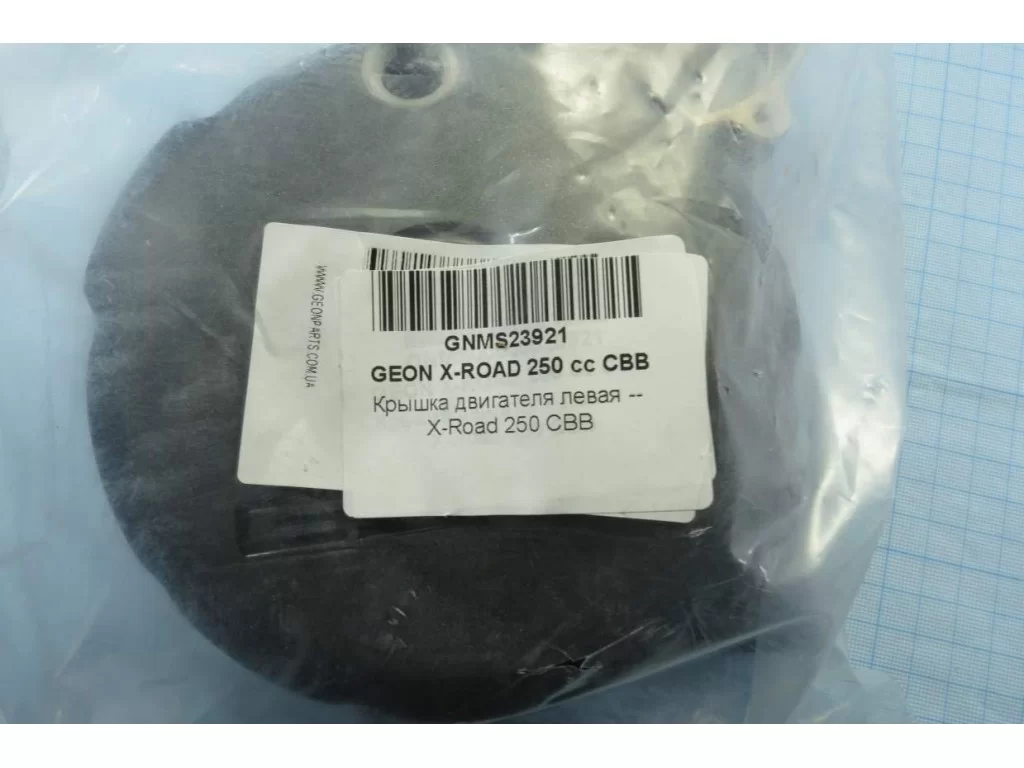 WWW.GEONPARTS.COM.UA
GNMS23921
GEON X-ROAD 250 cc CBB
Крышка двигателя левая --
X-Road 250 CBB